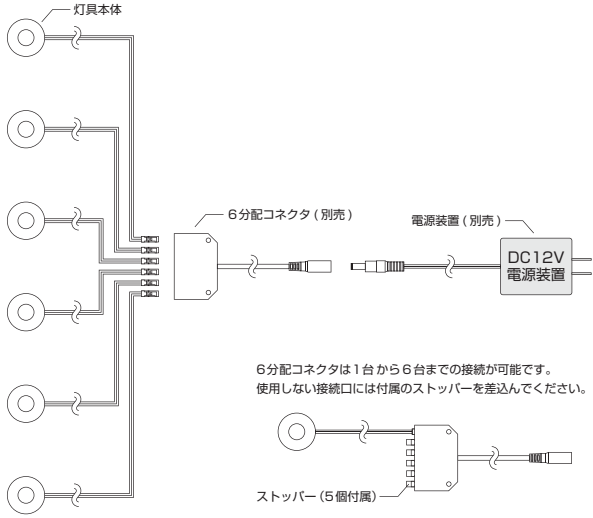 灯具本体
6分配コネクタ(別売)
電源装置(別売)
DC12V
電源装置
6分配コネクタは1台から6台までの接続が可能です。
使用しない接続口には付属のストッパーを差込んでください。
ストッパー(5個付属)